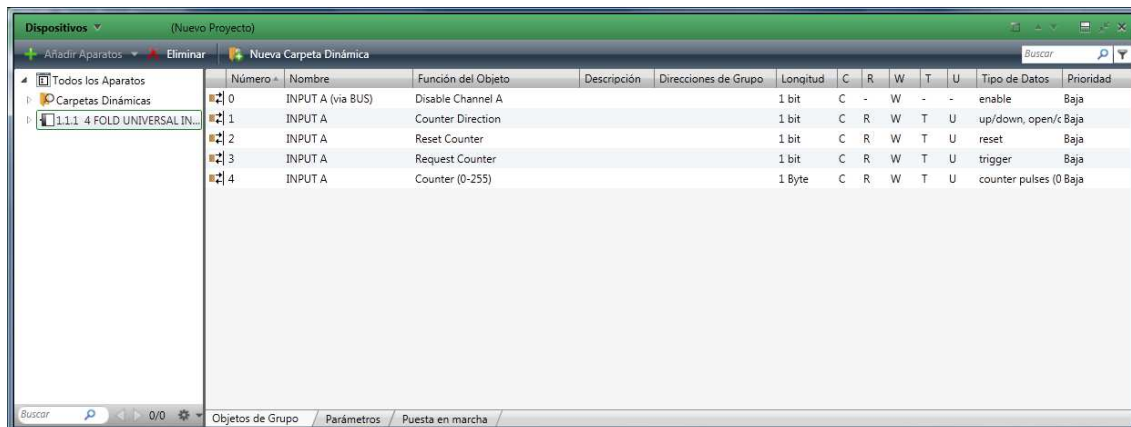 Dispositivos (Nuevo Proyecto)
Añadir Aparatos Eliminar Nueva Carpeta Dinámica Buscar
Todos los Aparatos
Carpetas Dinámicas
1.1.1 4 FOLD UNIVERSAL IN...
Número Nombre Función del Objeto Descripción Direcciones de Grupo Longitud C R W T U Tipo de Datos Prioridad
0 INPUT A (via BUS) Disable Channel A 1 bit C - W - - enable Baja
1 INPUT A Counter Direction 1 bit C R W T U up/down, open/c Baja
2 INPUT A Reset Counter 1 bit C R W T U reset Baja
3 INPUT A Request Counter 1 bit C R W T U trigger Baja
4 INPUT A Counter (0-255) 1 Byte C R W T U counter pulses (0 Baja
Buscar 0/0 Objetos de Grupo Parámetros Puesta en marcha